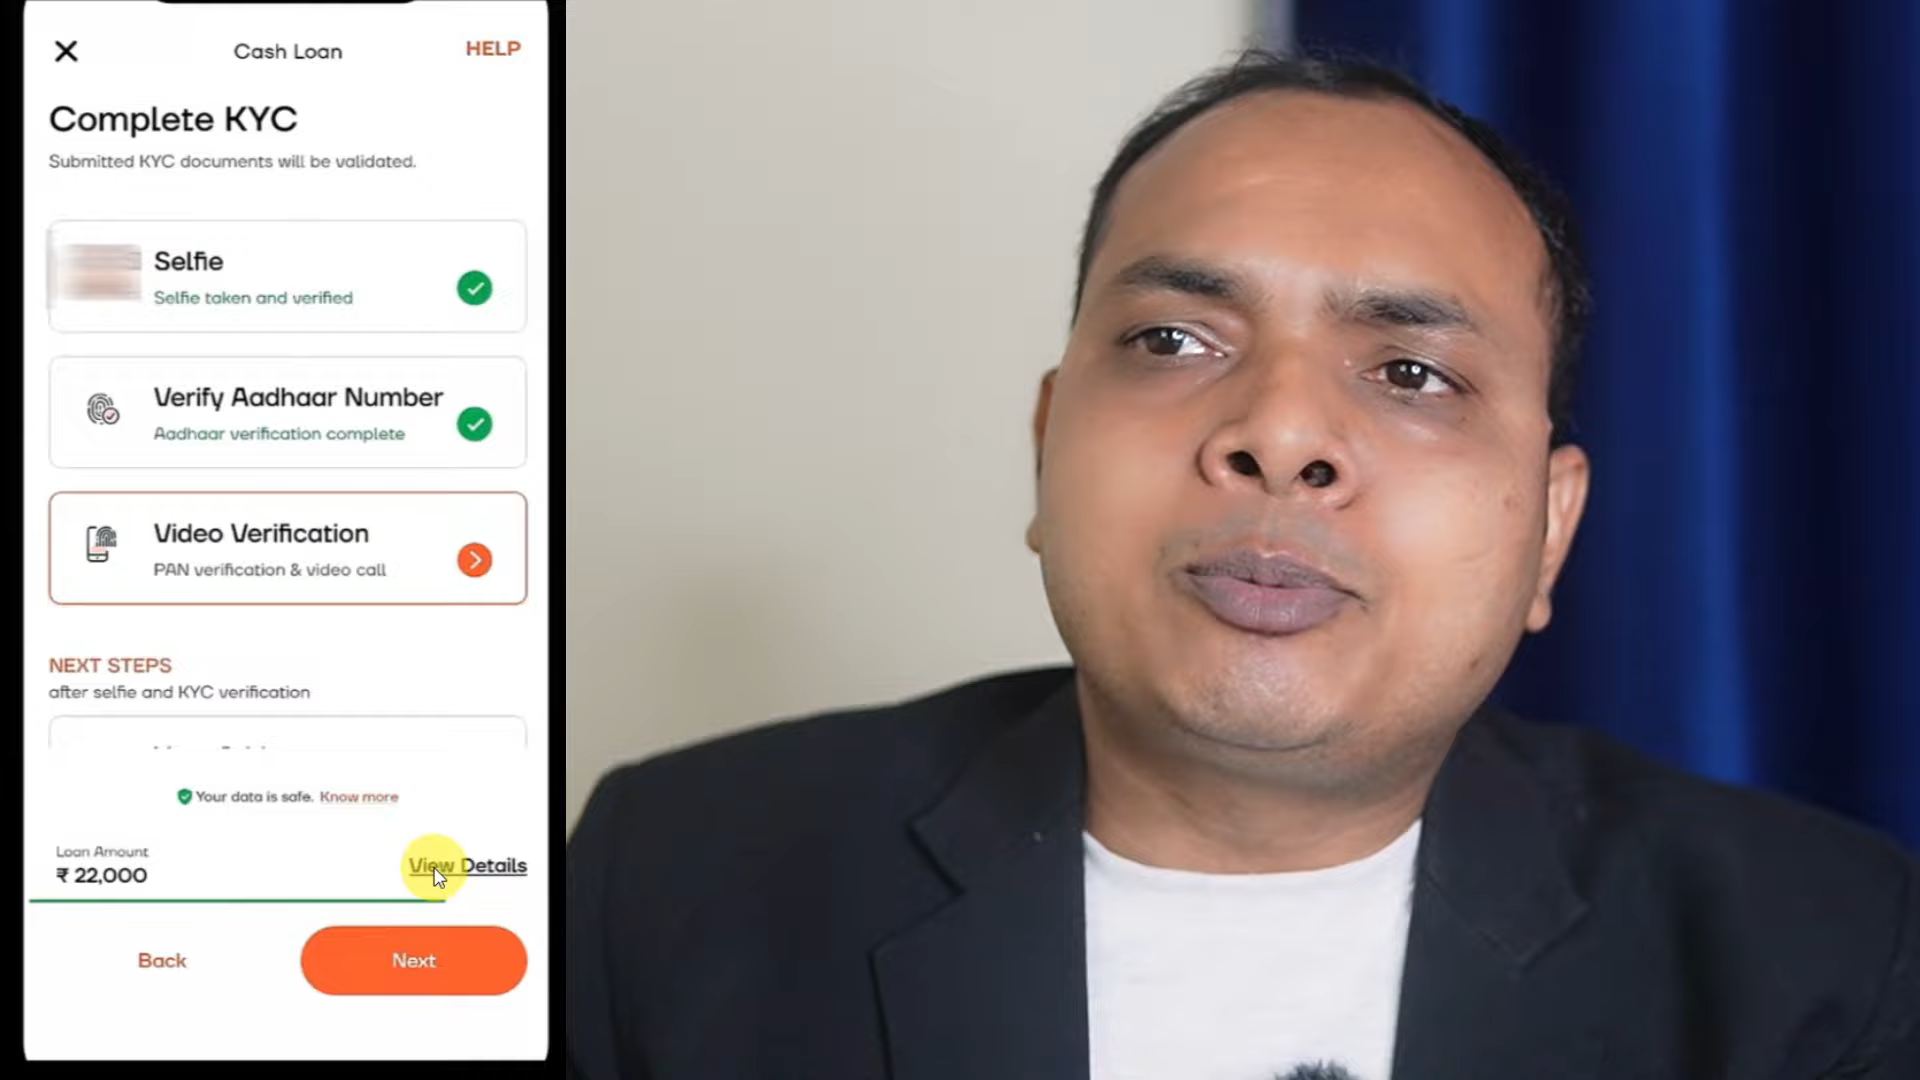 Cash Loan
HELP
Complete KYC
Submitted KYC documents will be validated.
Selfie
Selfie taken and verified
Verify Aadhaar Number
Aadhaar verification complete
Video Verification
PAN verification & video call
NEXT STEPS
after selfie and KYC verification
Your data is safe. Know more
Loan Amount
₹ 22,000
View Details
Back
Next